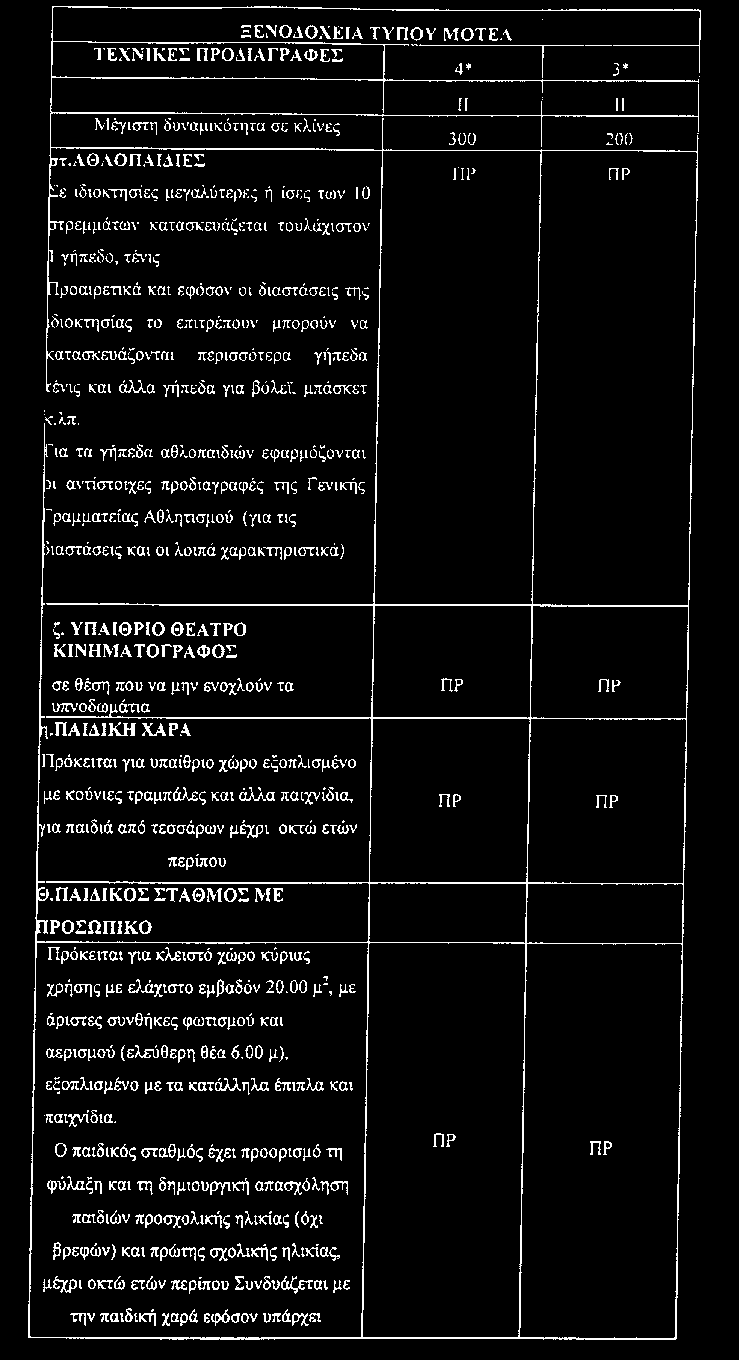 ΞΕΝΟΔΟΧΕΙΑ ΤΥΠΟΥ ΜΟΤΕΛ
ΤΕΧΝΙΚΕΣ ΠΡΟΔΙΑΓΡΑΦΕΣ 4* 3*
Π Π
Μέγιστη δυναμικότητα σε κλίνες 300 200
στ.ΑΘΛΟΠΑΙΔΙΕΣ ΠΡ ΠΡ
Σε ιδιοκτησίες μεγαλύτερες ή ίσες των 10
στρεμμάτων κατασκευάζεται τουλάχιστον
1 γήπεδο, τένις
Προαιρετικά και εφόσον οι διαστάσεις της
ιδιοκτησίας το επιτρέπουν μπορούν να
κατασκευάζονται περισσότερα γήπεδα
τένις και άλλα γήπεδα για βόλεϊ, μπάσκετ
κ.λπ.
Για τα γήπεδα αθλοπαιδιών εφαρμόζονται
οι αντίστοιχες προδιαγραφές της Γενικής
Γραμματείας Αθλητισμού (για τις
διαστάσεις και οι λοιπά χαρακτηριστικά)
ζ. ΥΠΑΙΘΡΙΟ ΘΕΑΤΡΟ
ΚΙΝΗΜΑΤΟΓΡΑΦΟΣ
σε θέση που να μην ενοχλούν τα ΠΡ ΠΡ
υπνοδωμάτια
η.ΠΑΙΔΙΚΗ ΧΑΡΑ
Πρόκειται για υπαίθριο χώρο εξοπλισμένο
με κούνιες τραμπάλες και άλλα παιχνίδια, ΠΡ ΠΡ
για παιδιά από τεσσάρων μέχρι οκτώ ετών
περίπου
Θ.ΠΑΙΔΙΚΟΣ ΣΤΑΘΜΟΣ ΜΕ
ΠΡΟΣΩΠΙΚΟ
Πρόκειται για κλειστό χώρο κύριας
χρήσης με ελάχιστο εμβαδόν 20.00 μ², με
άριστες συνθήκες φωτισμού και
αερισμού (ελεύθερη θέα 6.00 μ),
εξοπλισμένο με τα κατάλληλα έπιπλα και
παιχνίδια.
Ο παιδικός σταθμός έχει προορισμό τη ΠΡ ΠΡ
φύλαξη και τη δημιουργική απασχόληση
παιδιών προσχολικής ηλικίας (όχι
βρεφών) και πρώτης σχολικής ηλικίας,
μέχρι οκτώ ετών περίπου Συνδυάζεται με
την παιδική χαρά εφόσον υπάρχει